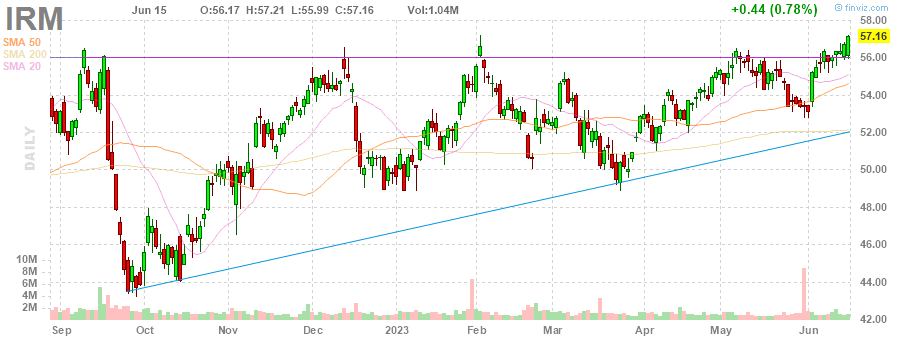 IRM
Jun 15 O:56.17 H:57.21 L:55.99 C:57.16 Vol:1.04M +0.44 (0.78%) © finviz.com
SMA 50
SMA 200
SMA 20
DAILY
58.00
57.16
56.00
54.00
52.00
50.00
48.00
46.00
44.00
42.00
10M
8M
6M
4M
2M
Sep Oct Nov Dec 2023 Feb Mar Apr May Jun